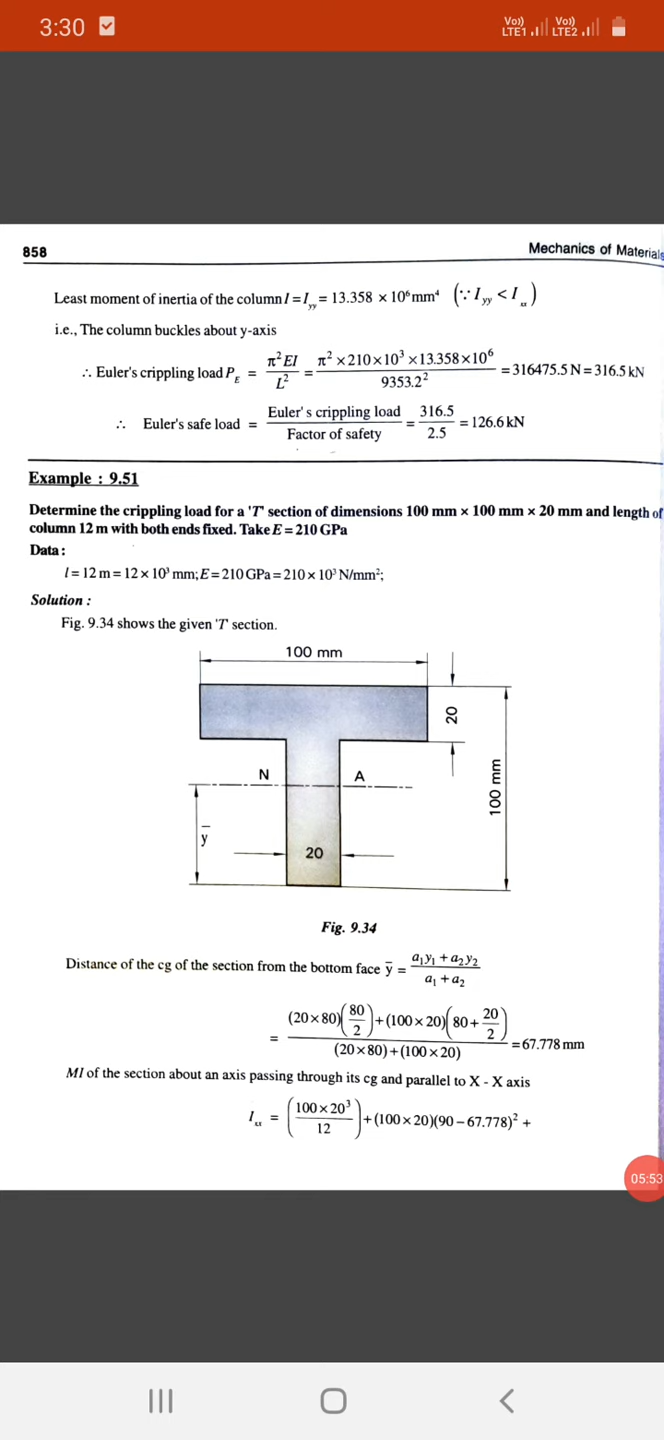 3:30
Vo)) LTE1 Vo)) LTE2
858 Mechanics of Materials
Least moment of inertia of the column I = I_yy = 13.358 × 10⁶ mm⁴ (∵ I_yy < I_xx)
i.e., The column buckles about y-axis
∴ Euler's crippling load P_E = π²EI / L² = π² × 210 × 10³ × 13.358 × 10⁶ / 9353.2² = 316475.5 N = 316.5 kN
∴ Euler's safe load = Euler's crippling load / Factor of safety = 316.5 / 2.5 = 126.6 kN
Example : 9.51
Determine the crippling load for a 'T' section of dimensions 100 mm × 100 mm × 20 mm and length of
column 12 m with both ends fixed. Take E = 210 GPa
Data :
l = 12 m = 12 × 10³ mm; E = 210 GPa = 210 × 10³ N/mm²;
Solution :
Fig. 9.34 shows the given 'T' section.
100 mm
20
N A
100 mm
y̅
20
Fig. 9.34
Distance of the cg of the section from the bottom face y̅ = a₁y₁ + a₂y₂ / a₁ + a₂
= (20 × 80)(80/2) + (100 × 20)(80 + 20/2) / (20 × 80) + (100 × 20) = 67.778 mm
MI of the section about an axis passing through its cg and parallel to X - X axis
I_xx = (100 × 20³ / 12) + (100 × 20)(90 – 67.778)² +
05:53